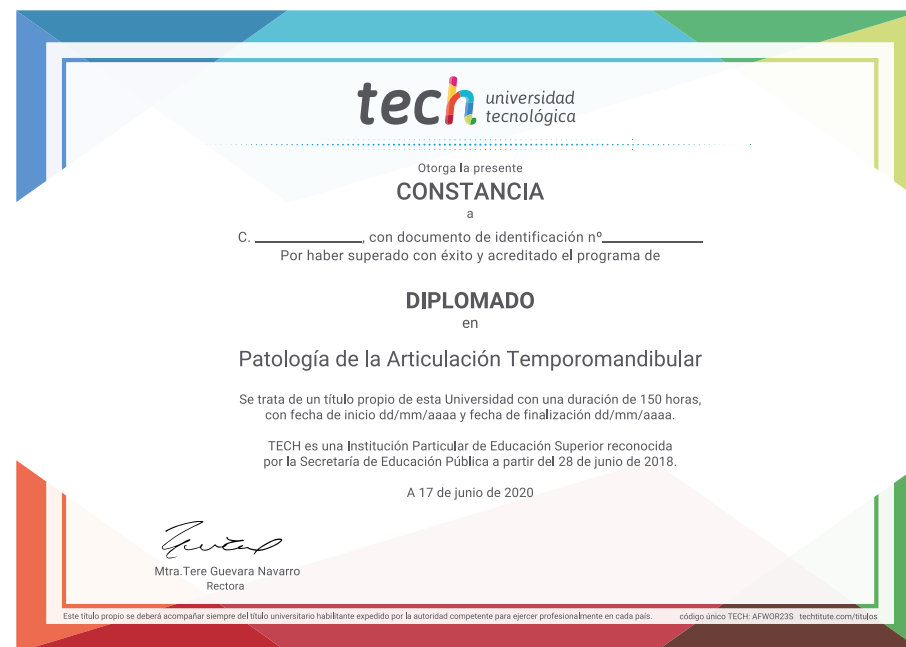 tech universidad
tecnológica
Otorga la presente
CONSTANCIA
a
C. ____________, con documento de identificación nº____________
Por haber superado con éxito y acreditado el programa de
DIPLOMADO
en
Patología de la Articulación Temporomandibular
Se trata de un título propio de esta Universidad con una duración de 150 horas,
con fecha de inicio dd/mm/aaaa y fecha de finalización dd/mm/aaaa.
TECH es una Institución Particular de Educación Superior reconocida
por la Secretaría de Educación Pública a partir del 28 de junio de 2018.
A 17 de junio de 2020
Mtra.Tere Guevara Navarro
Rectora
Este título propio se deberá acompañar siempre del título universitario habilitante expedido por la autoridad competente para ejercer profesionalmente en cada país. código único TECH: AFWOR23S techtitute.com/titulos